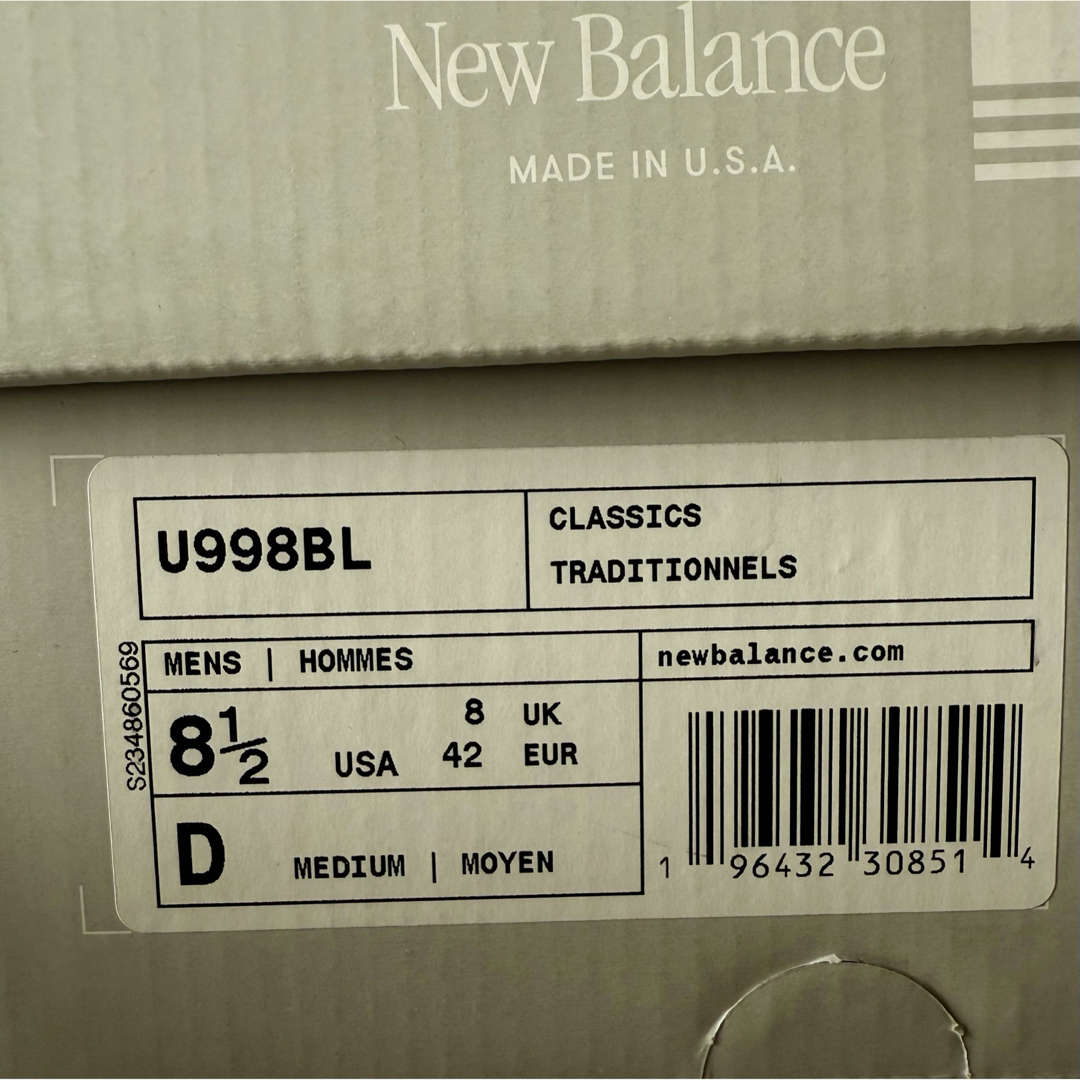 New Balance
MADE IN U.S.A.
U998BL
CLASSICS
TRADITIONNELS
S234860569
MENS | HOMMES
newbalance.com
8½ USA
8 UK
42 EUR
D MEDIUM | MOYEN
1 96432 30851 4